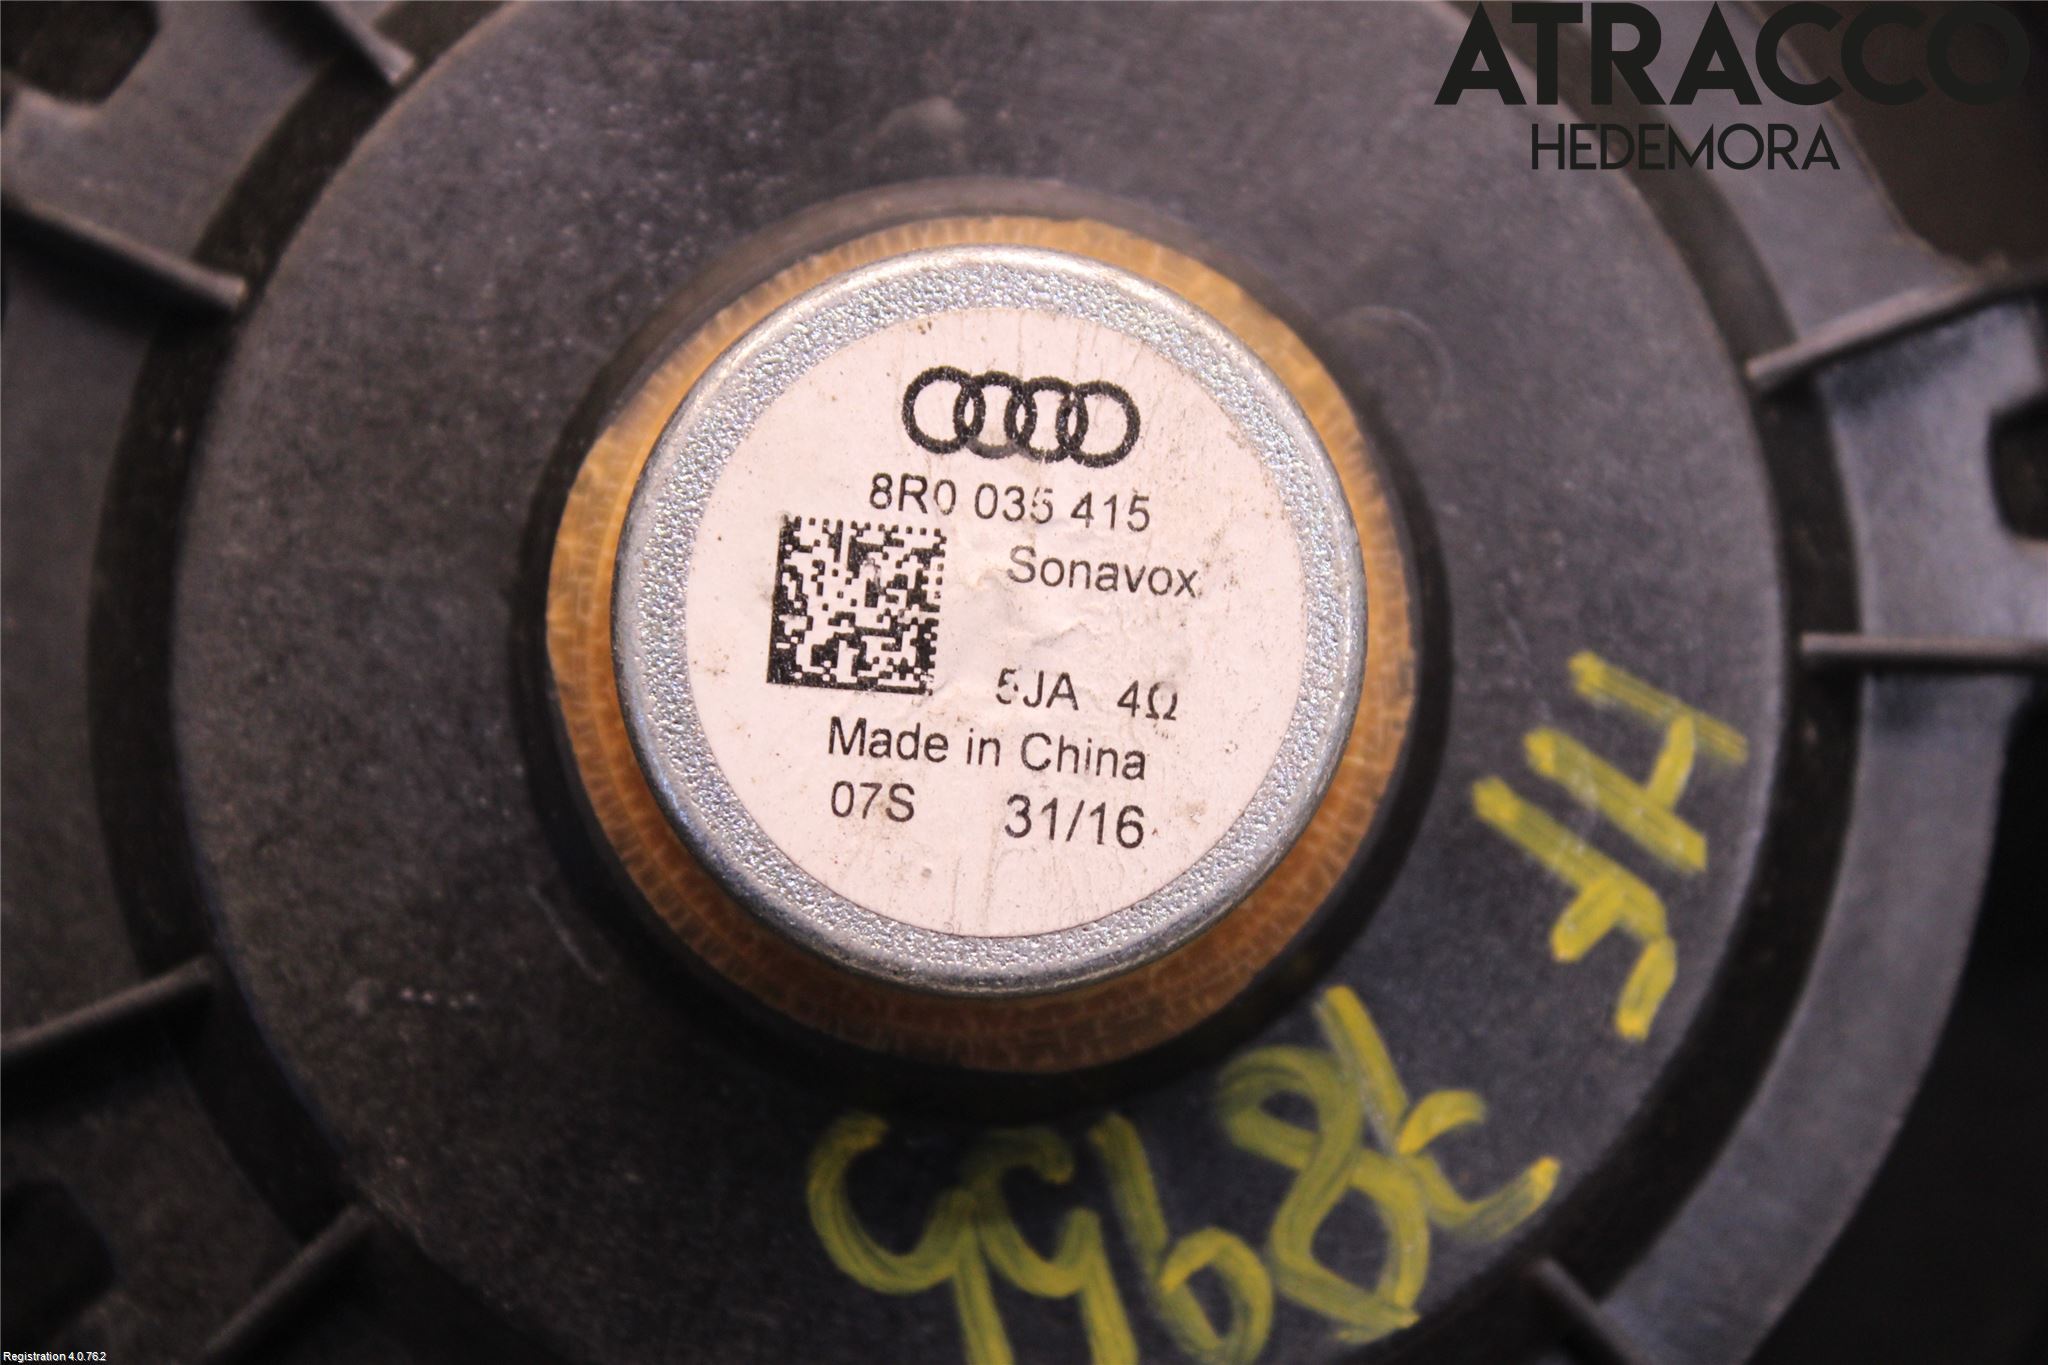 ATRACCO
HEDEMORA
8R0 035 415
Sonavox
5JA 4Ω
Made in China
07S 31/16
HF
Registration 4.0.76.2